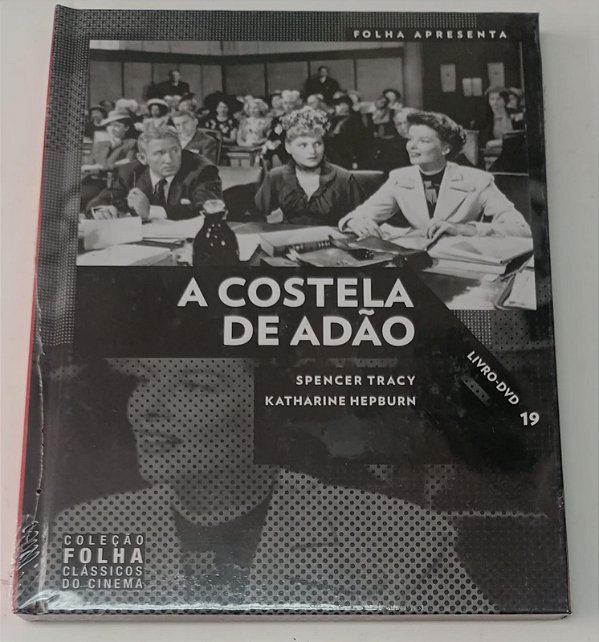 FOLHA APRESENTA
A COSTELA
DE ADÃO
SPENCER TRACY
KATHARINE HEPBURN
LIVRO-DVD
19
COLEÇÃO
FOLHA
CLÁSSICOS
DO CINEMA